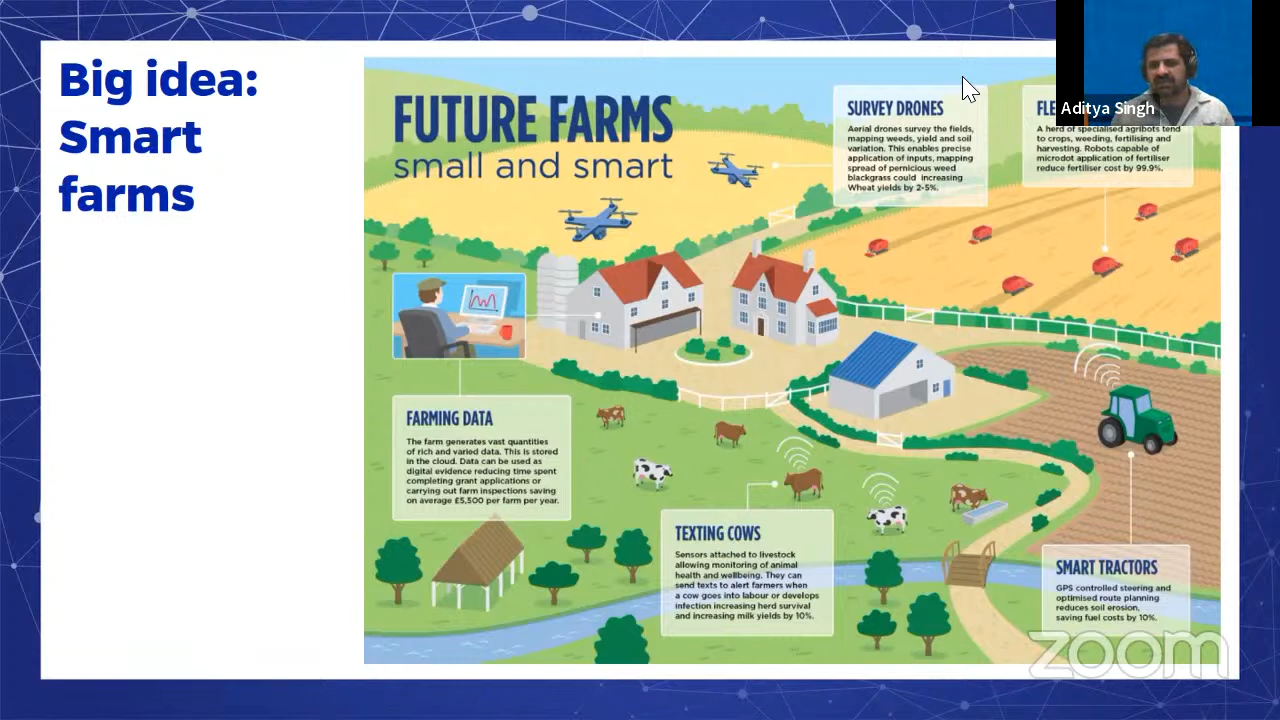 Big idea:
Smart
farms
FUTURE FARMS
small and smart
SURVEY DRONES
Aerial drones survey the fields,
mapping weeds, yield and soil
variation. This enables precise
application of inputs, mapping
spread of pernicious weed
blackgrass could increasing
Wheat yields by 2-5%.
A herd of specialised agribots tend
to crops, weeding, fertilising and
harvesting. Robots capable of
microdot application of fertiliser
reduce fertiliser cost by 99.9%.
Aditya Singh
FARMING DATA
The farm generates vast quantities
of rich and varied data. This is stored
in the cloud. Data can be used as
digital evidence reducing time spent
completing grant applications or
carrying out farm inspections saving
on average £5,500 per farm per year.
TEXTING COWS
Sensors attached to livestock
allowing monitoring of animal
health and wellbeing. They can
send texts to alert farmers when
a cow goes into labour or develops
infection increasing herd survival
and increasing milk yields by 10%.
SMART TRACTORS
GPS controlled steering and
optimised route planning
reduces soil erosion,
saving fuel costs by 10%.
zoom